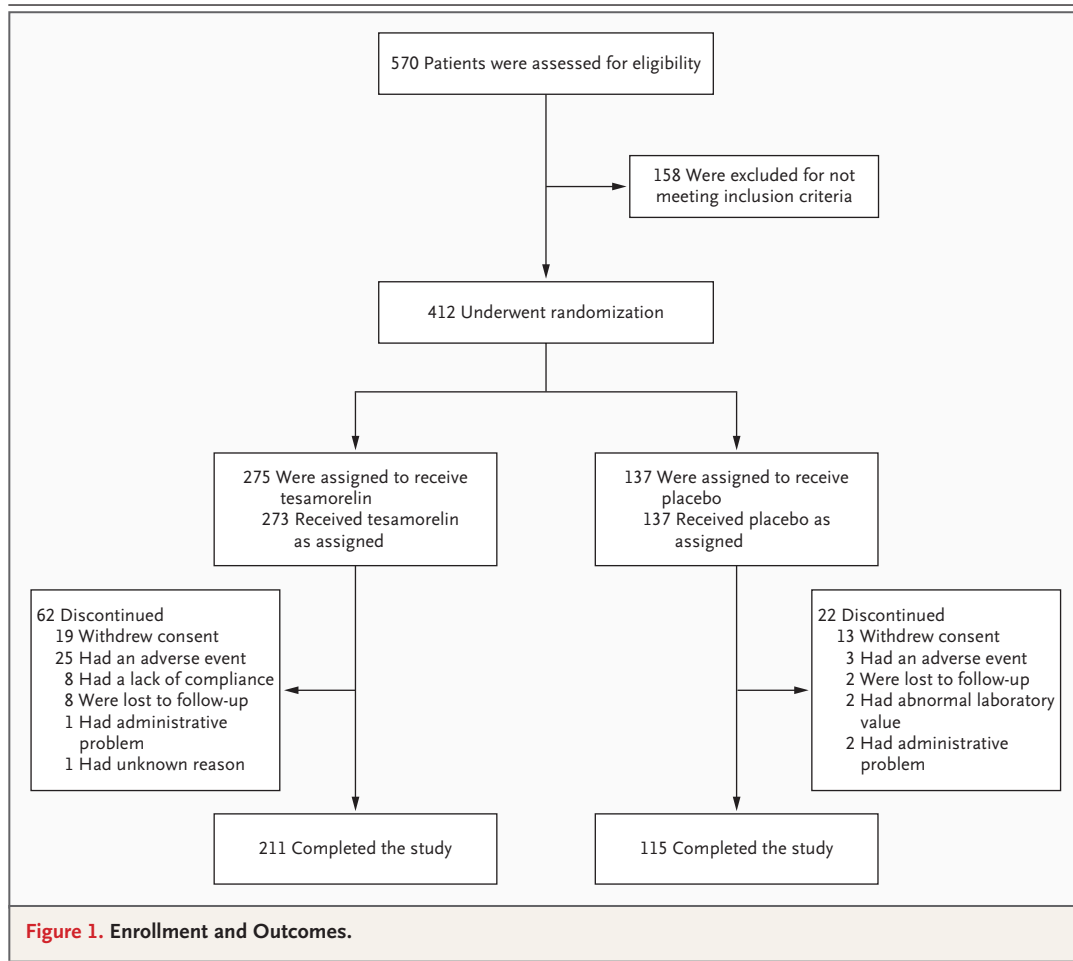 570 Patients were assessed for eligibility
158 Were excluded for not
meeting inclusion criteria
412 Underwent randomization
275 Were assigned to receive
tesamorelin
273 Received tesamorelin
as assigned
137 Were assigned to receive
placebo
137 Received placebo as
assigned
62 Discontinued
19 Withdrew consent
25 Had an adverse event
8 Had a lack of compliance
8 Were lost to follow-up
1 Had administrative
problem
1 Had unknown reason
22 Discontinued
13 Withdrew consent
3 Had an adverse event
2 Were lost to follow-up
2 Had abnormal laboratory
value
2 Had administrative
problem
211 Completed the study
115 Completed the study
Figure 1. Enrollment and Outcomes.